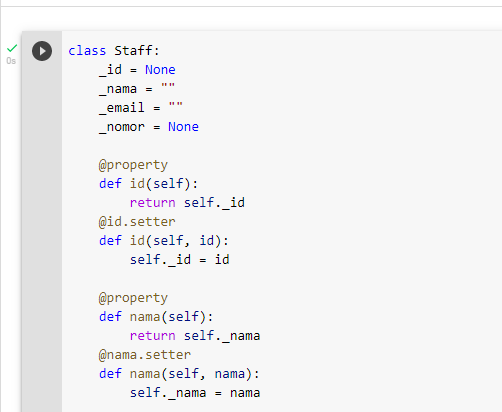 0s
class Staff:
    _id = None
    _nama = ""
    _email = ""
    _nomor = None

    @property
    def id(self):
        return self._id
    @id.setter
    def id(self, id):
        self._id = id

    @property
    def nama(self):
        return self._nama
    @nama.setter
    def nama(self, nama):
        self._nama = nama